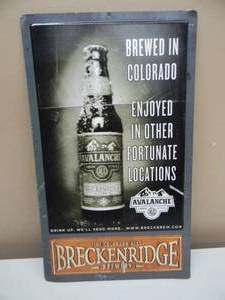 BREWED IN
COLORADO
ENJOYED
IN OTHER
FORTUNATE
LOCATIONS
AVALANCHE
AVALANCHE
BRECKENRIDGE
DRINK UP. WE'LL SEND MORE... WWW.BRECKBREW.COM
BRECKENRIDGE
BREWERY